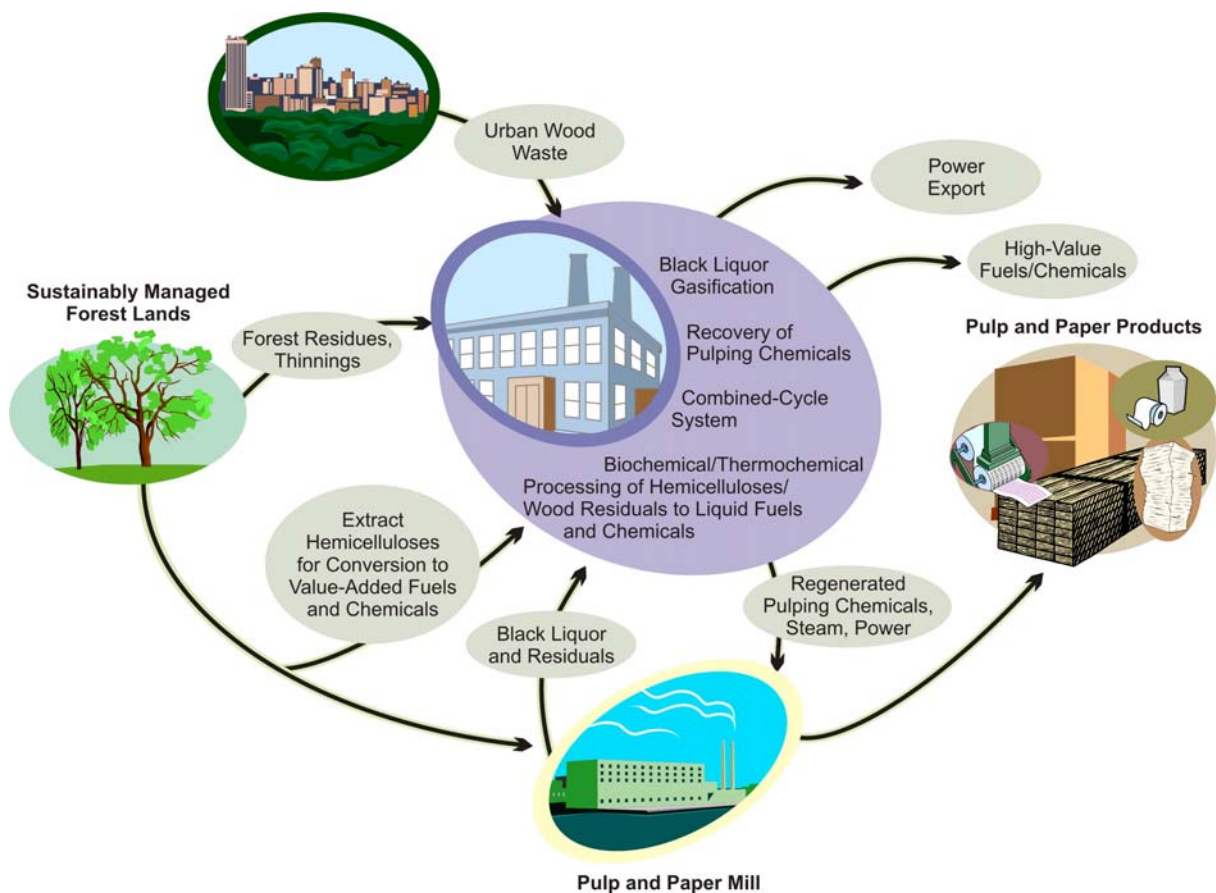 Urban Wood
Waste
Power
Export
High-Value
Fuels/Chemicals
Sustainably Managed
Forest Lands
Forest Residues,
Thinnings
Black Liquor
Gasification
Recovery of
Pulping Chemicals
Combined-Cycle
System
Biochemical/Thermochemical
Processing of Hemicelluloses/
Wood Residuals to Liquid Fuels
and Chemicals
Pulp and Paper Products
Extract
Hemicelluloses
for Conversion to
Value-Added Fuels
and Chemicals
Black Liquor
and Residuals
Regenerated
Pulping Chemicals,
Steam, Power
Pulp and Paper Mill